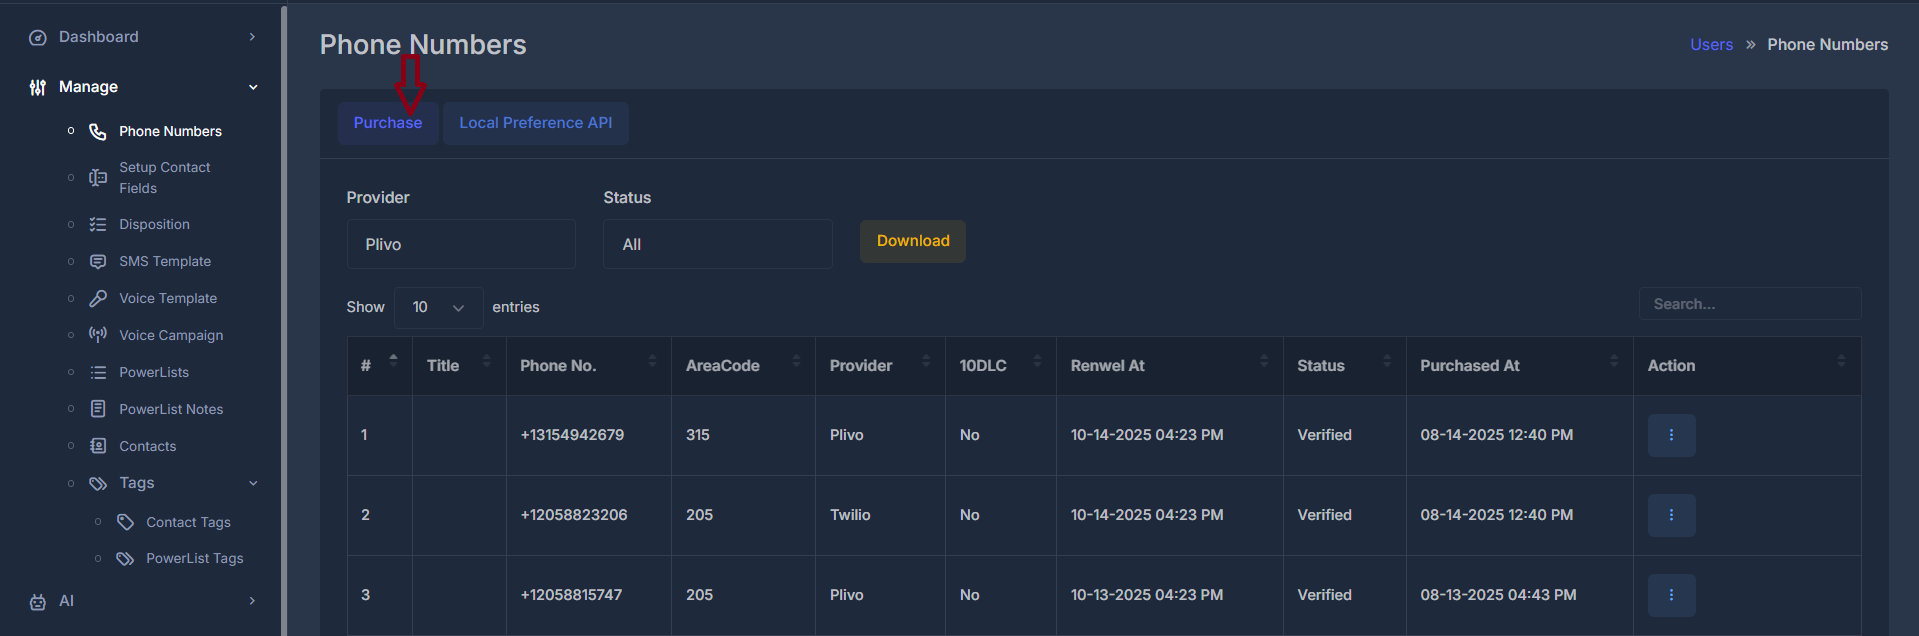 Dashboard
Manage
Phone Numbers
Setup Contact
Fields
Disposition
SMS Template
Voice Template
Voice Campaign
PowerLists
PowerList Notes
Contacts
Tags
Contact Tags
PowerList Tags
AI
Phone Numbers
Users » Phone Numbers
Purchase Local Preference API
Provider Status
Plivo All Download
Show 10 entries Search...
# Title Phone No. AreaCode Provider 10DLC Renwel At Status Purchased At Action
1 +13154942679 315 Plivo No 10-14-2025 04:23 PM Verified 08-14-2025 12:40 PM
2 +12058823206 205 Twilio No 10-14-2025 04:23 PM Verified 08-14-2025 12:40 PM
3 +12058815747 205 Plivo No 10-13-2025 04:23 PM Verified 08-13-2025 04:43 PM